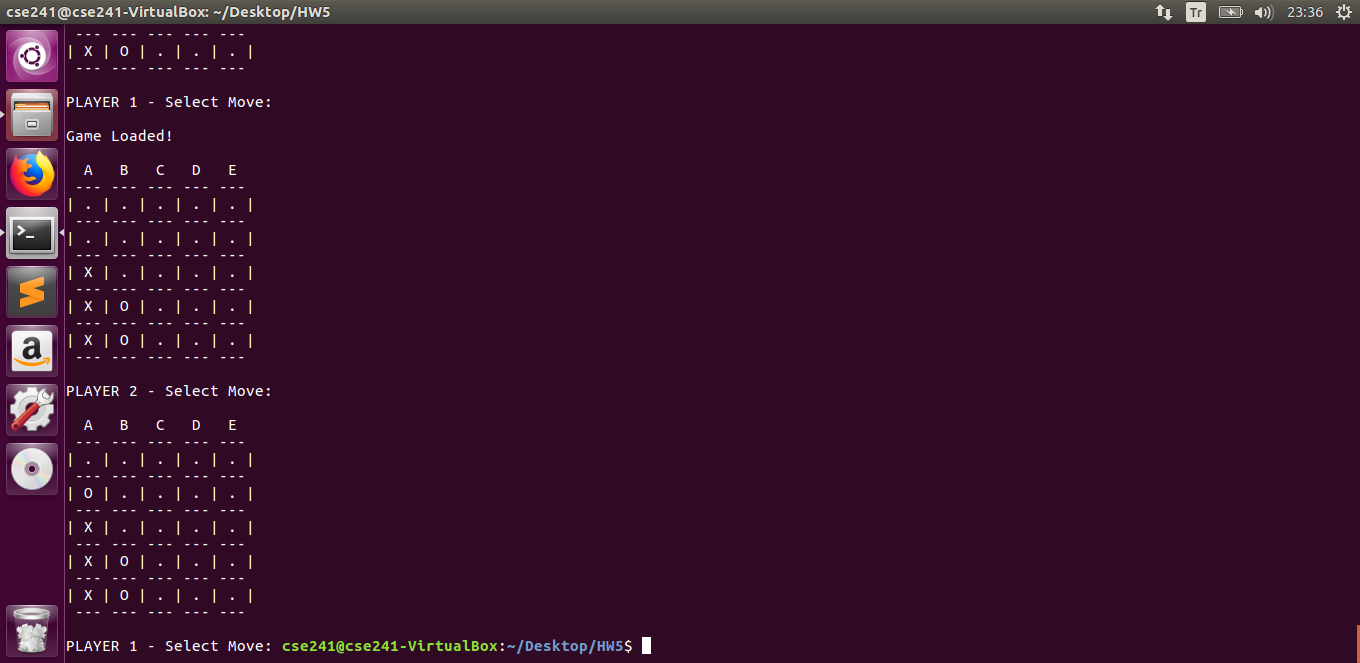 cse241@cse241-VirtualBox: ~/Desktop/HW5 Tr 23:36
--- --- --- --- ---
| X | O | . | . | . |
--- --- --- --- ---
PLAYER 1 - Select Move:
Game Loaded!
A B C D E
--- --- --- --- ---
| . | . | . | . | . |
--- --- --- --- ---
| . | . | . | . | . |
--- --- --- --- ---
| X | . | . | . | . |
--- --- --- --- ---
| X | O | . | . | . |
--- --- --- --- ---
| X | O | . | . | . |
--- --- --- --- ---
PLAYER 2 - Select Move:
A B C D E
--- --- --- --- ---
| . | . | . | . | . |
--- --- --- --- ---
| O | . | . | . | . |
--- --- --- --- ---
| X | . | . | . | . |
--- --- --- --- ---
| X | O | . | . | . |
--- --- --- --- ---
| X | O | . | . | . |
--- --- --- --- ---
PLAYER 1 - Select Move: cse241@cse241-VirtualBox:~/Desktop/HW5$